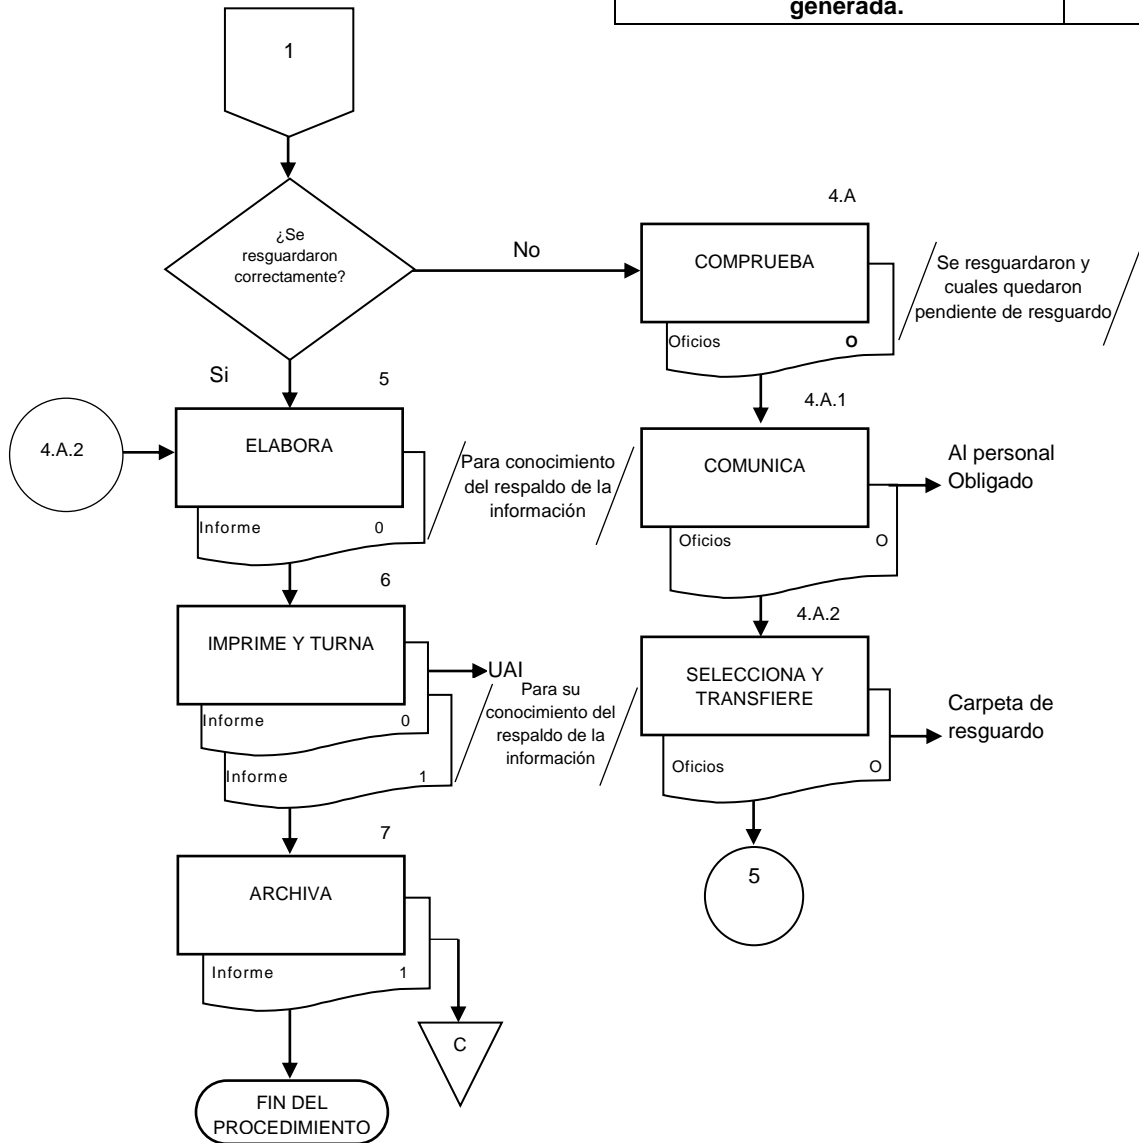 generada.
1
¿Se
resguardaron
correctamente?
No
4.A
COMPRUEBA
Oficios O
Se resguardaron y
cuales quedaron
pendiente de resguardo
Si
5
4.A.2
ELABORA
Informe 0
Para conocimiento
del respaldo de la
información
4.A.1
COMUNICA
Oficios O
Al personal
Obligado
6
IMPRIME Y TURNA
Informe 0
Informe 1
UAI
Para su
conocimiento del
respaldo de la
información
4.A.2
SELECCIONA Y
TRANSFIERE
Oficios O
Carpeta de
resguardo
5
7
ARCHIVA
Informe 1
C
FIN DEL
PROCEDIMIENTO